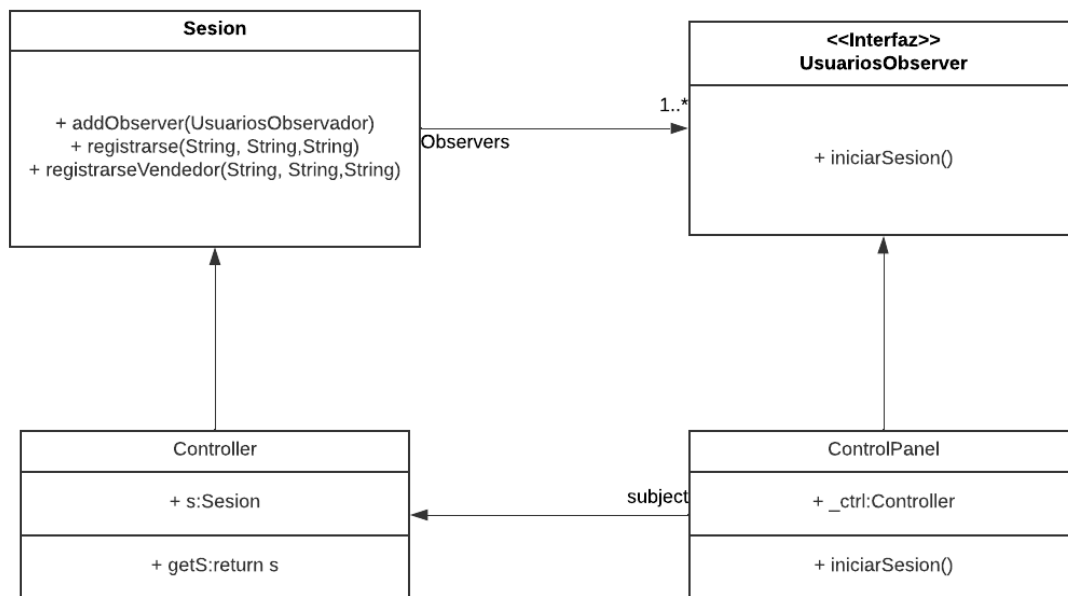 Sesion
+ addObserver(UsuariosObservador)
+ registrarse(String, String,String)
+ registrarseVendedor(String, String,String)
Observers
1..*
<<Interfaz>>
UsuariosObserver
+ iniciarSesion()
Controller
+ s:Sesion
+ getS:return s
subject
ControlPanel
+ _ctrl:Controller
+ iniciarSesion()